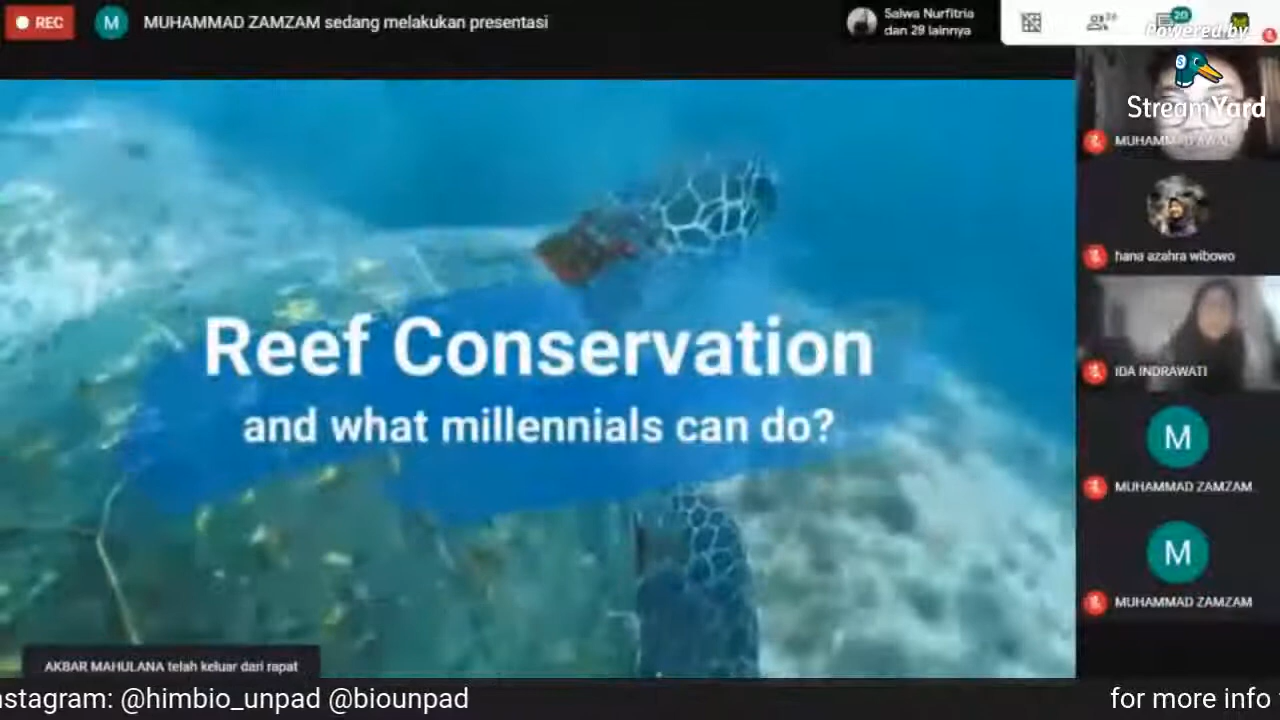 REC
M
MUHAMMAD ZAMZAM sedang melakukan presentasi
Salwa Nurfitria
dan 29 lainnya
20
Powered by
StreamYard
MUHAMMAD AWAL
hana azahra wibowo
IDA INDRAWATI
M
MUHAMMAD ZAMZAM
M
MUHAMMAD ZAMZAM
Reef Conservation
and what millennials can do?
AKBAR MAHULANA telah keluar dari rapat
nstagram: @himbio_unpad @biounpad
for more info